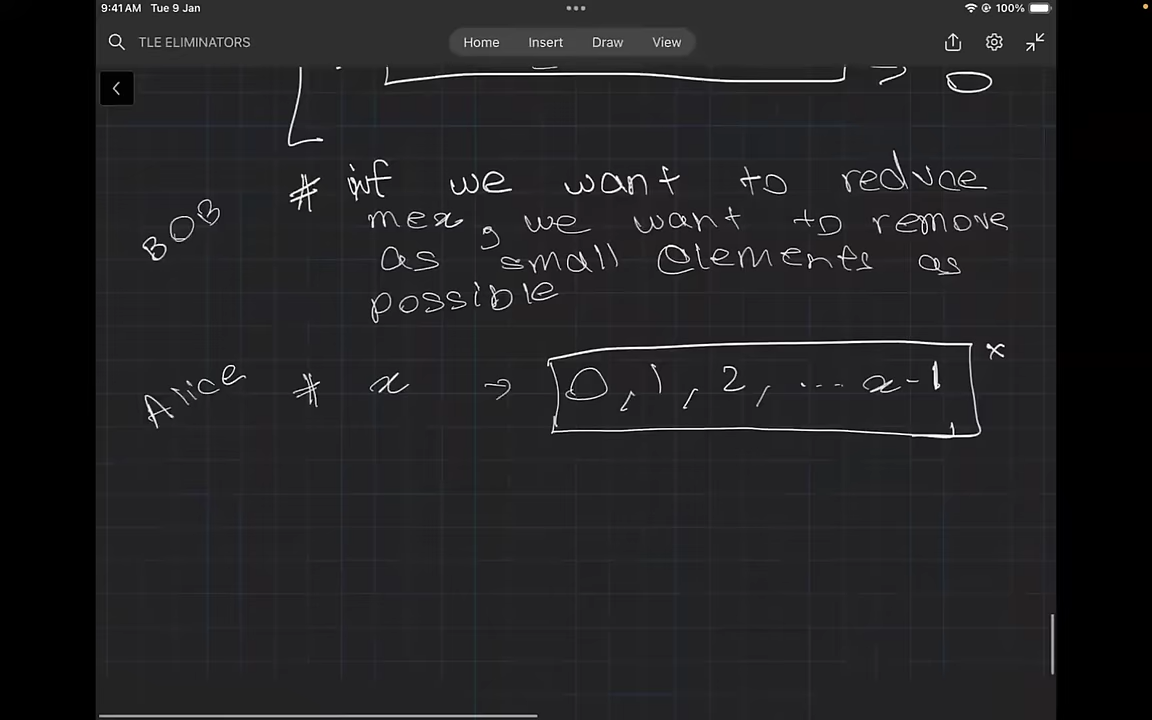 9:41 AM Tue 9 Jan
100%
TLE ELIMINATORS
Home Insert Draw View
# if we want to reduce
mex, we want to remove
as small elements as
possible
BOB
Alice # x → 0, 1, 2, ... x-1 x